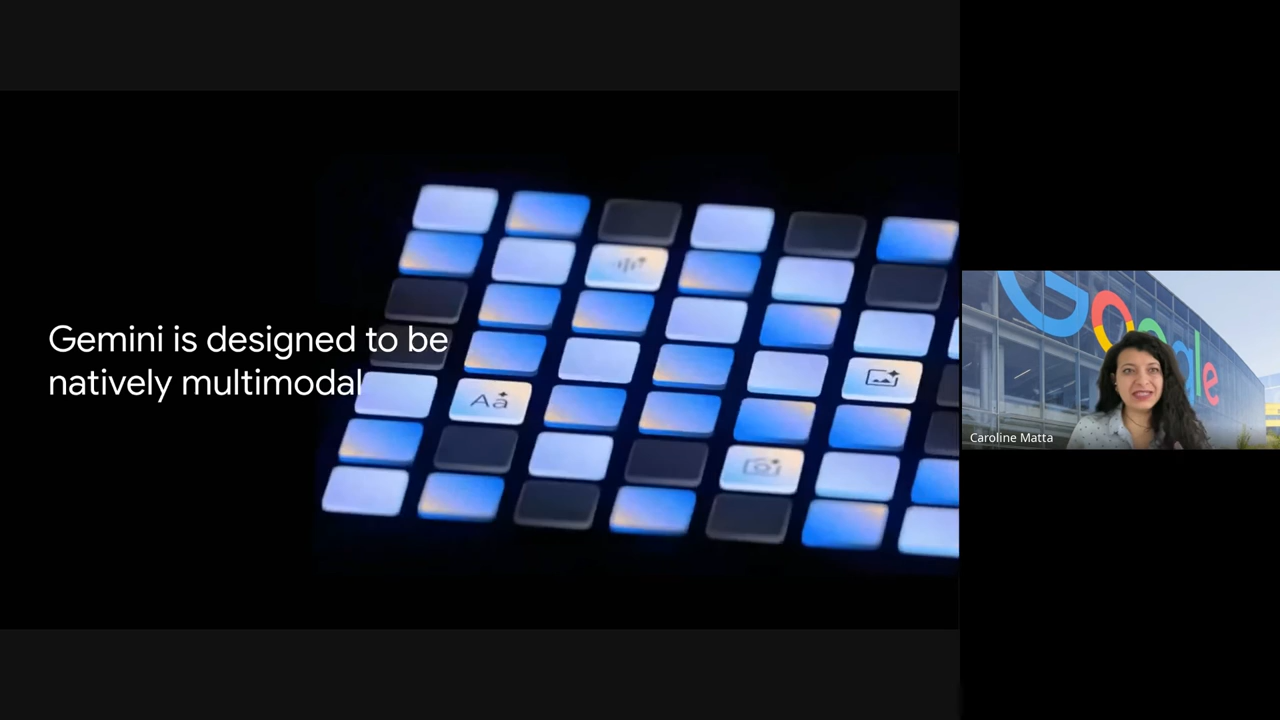 Gemini is designed to be
natively multimodal
Aa
Google
Caroline Matta